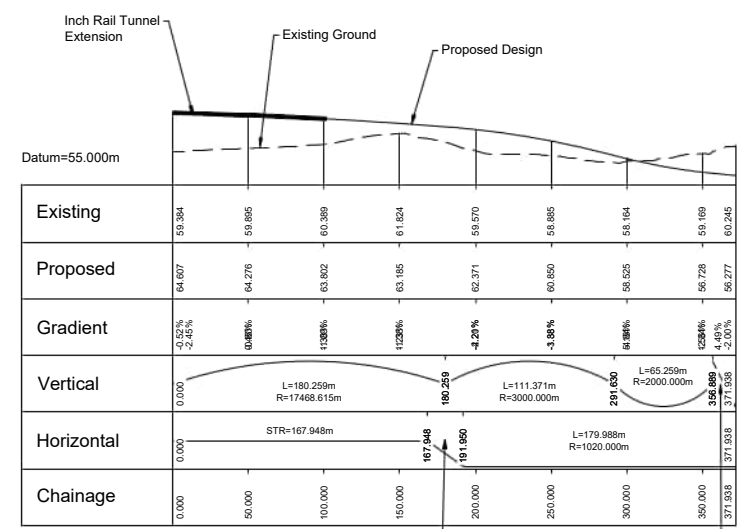 Inch Rail Tunnel
Extension
Existing Ground
Proposed Design
Datum=55.000m
Existing 59.384 59.895 60.389 61.824 59.570 58.885 58.164 59.169 60.245
Proposed 64.607 64.276 63.802 63.185 62.371 60.850 58.525 56.728 56.277
Gradient -0.52% -2.45% 4.49% -2.00%
Vertical 0.000 L=180.259m R=17468.615m 180.259 L=111.371m R=3000.000m 291.630 L=65.259m R=2000.000m 356.889 371.938
Horizontal 0.000 STR=167.948m 167.948 191.950 L=179.988m R=1020.000m 371.938
Chainage 0.000 50.000 100.000 150.000 200.000 250.000 300.000 350.000 371.938